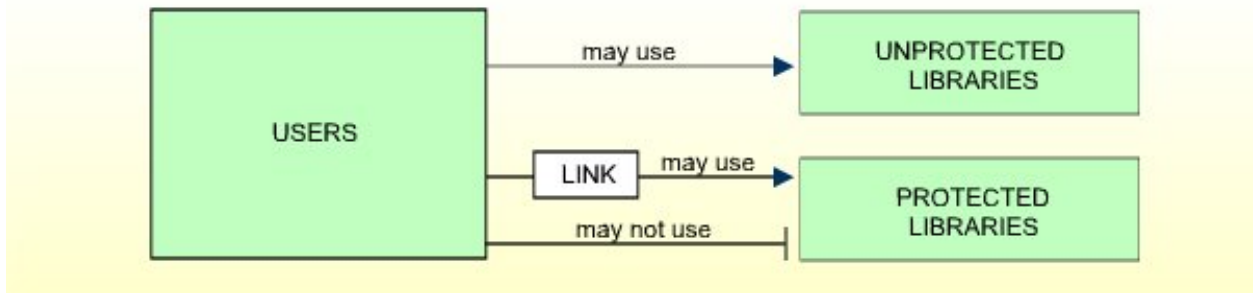 USERS
may use
UNPROTECTED
LIBRARIES
LINK
may use
may not use
PROTECTED
LIBRARIES